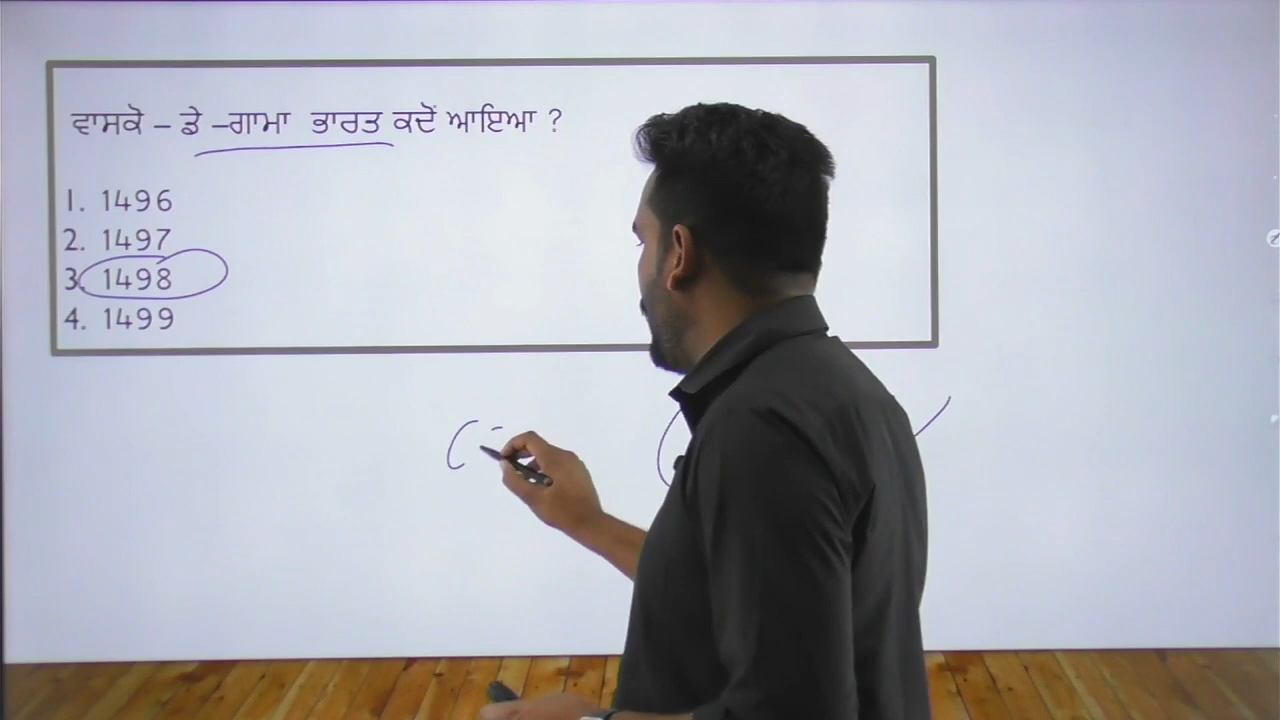 ਵਾਸਕੋ – ਡੇ –ਗਾਮਾ ਭਾਰਤ ਕਦੋਂ ਆਇਆ ?
1. 1496
2. 1497
3. 1498
4. 1499